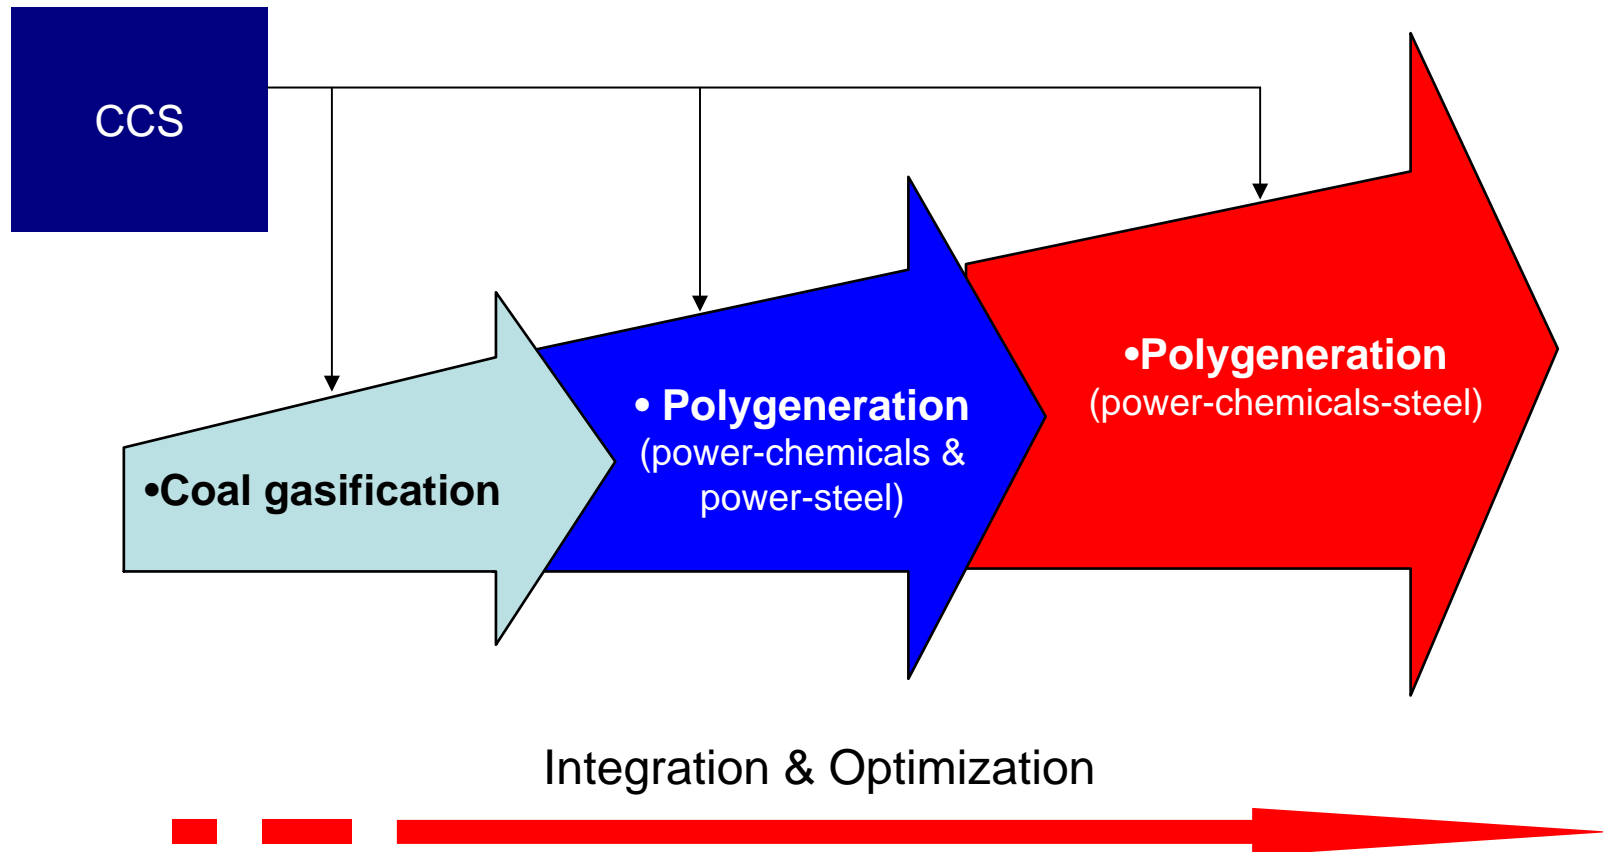 CCS
•Coal gasification
• Polygeneration
(power-chemicals &
power-steel)
•Polygeneration
(power-chemicals-steel)
Integration & Optimization